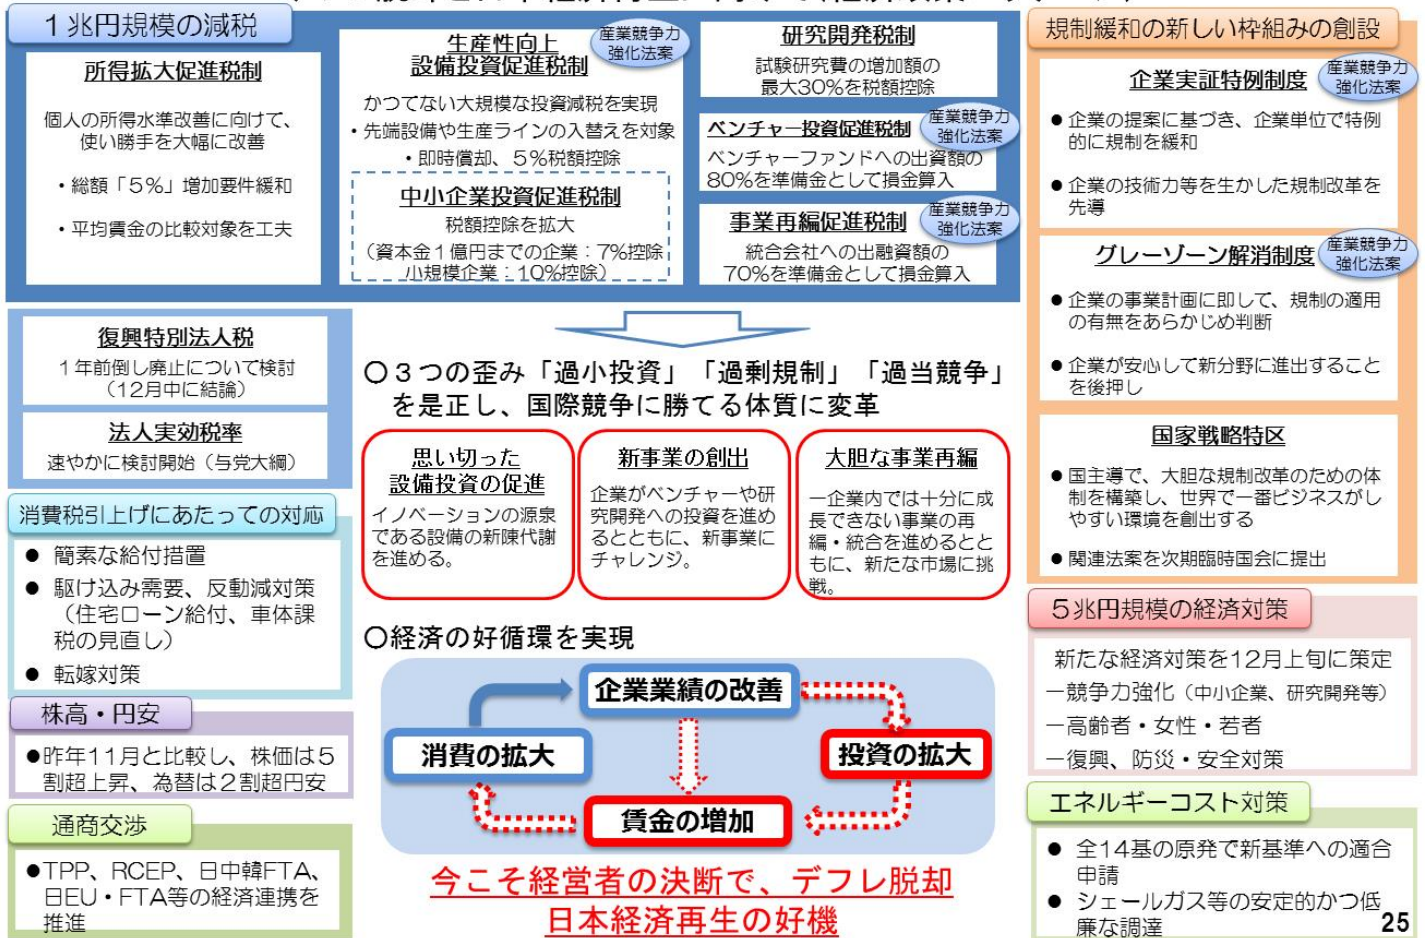 1兆円規模の減税
所得拡大促進税制
個人の所得水準改善に向けて、
使い勝手を大幅に改善
・総額「5%」増加要件緩和
・平均賃金の比較対象を工夫
生産性向上
設備投資促進税制
産業競争力
強化法案
かつてない大規模な投資減税を実現
・先端設備や生産ラインの入替えを対象
・即時償却、5%税額控除
中小企業投資促進税制
税額控除を拡大
(資本金1億円までの企業:7%控除
小規模企業:10%控除)
研究開発税制
試験研究費の増加額の
最大30%を税額控除
ベンチャー投資促進税制
産業競争力
強化法案
ベンチャーファンドへの出資額の
80%を準備金として損金算入
事業再編促進税制
産業競争力
強化法案
統合会社への出融資額の
70%を準備金として損金算入
復興特別法人税
1年前倒し廃止について検討
(12月中に結論)
法人実効税率
速やかに検討開始(与党大綱)
消費税引上げにあたっての対応
● 簡素な給付措置
● 駆け込み需要、反動減対策
(住宅ローン給付、車体課
税の見直し)
● 転嫁対策
株高・円安
●昨年11月と比較し、株価は5
割超上昇、為替は2割超円安
通商交渉
●TPP、RCEP、日中韓FTA、
日EU・FTA等の経済連携を
推進
〇3つの歪み「過小投資」「過剰規制」「過当競争」
を是正し、国際競争に勝てる体質に変革
思い切った
設備投資の促進
イノベーションの源泉
である設備の新陳代謝
を進める。
新事業の創出
企業がベンチャーや研
究開発への投資を進め
るとともに、新事業に
チャレンジ。
大胆な事業再編
一企業内では十分に成
長できない事業の再
編・統合を進めるとと
もに、新たな市場に挑
戦。
〇経済の好循環を実現
企業業績の改善
消費の拡大
投資の拡大
賃金の増加
今こそ経営者の決断で、デフレ脱却
日本経済再生の好機
規制緩和の新しい枠組みの創設
企業実証特例制度
産業競争力
強化法案
● 企業の提案に基づき、企業単位で特例
的に規制を緩和
● 企業の技術力等を生かした規制改革を
先導
グレーゾーン解消制度
産業競争力
強化法案
● 企業の事業計画に即して、規制の適用
の有無をあらかじめ判断
● 企業が安心して新分野に進出すること
を後押し
国家戦略特区
● 国主導で、大胆な規制改革のための体
制を構築し、世界で一番ビジネスがし
やすい環境を創出する
● 関連法案を次期臨時国会に提出
5兆円規模の経済対策
新たな経済対策を12月上旬に策定
－競争力強化(中小企業、研究開発等)
－高齢者・女性・若者
－復興、防災・安全対策
エネルギーコスト対策
● 全14基の原発で新基準への適合
申請
● シェールガス等の安定的かつ低
廉な調達
25